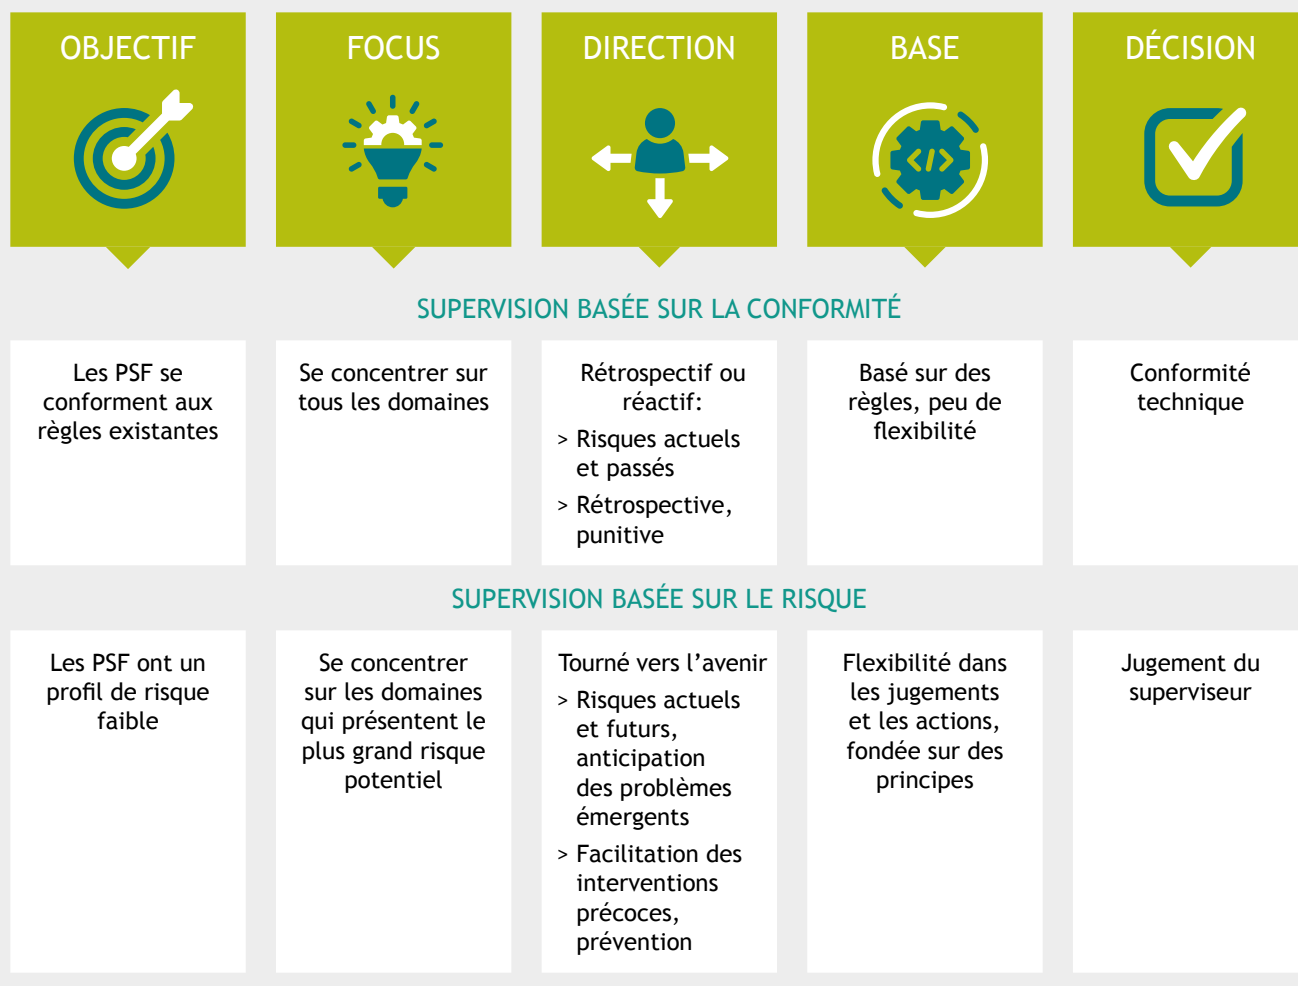 OBJECTIF
FOCUS
DIRECTION
BASE
DÉCISION
</>
SUPERVISION BASÉE SUR LA CONFORMITÉ
Les PSF se
conforment aux
règles existantes
Se concentrer sur
tous les domaines
Rétrospectif ou
réactif:
> Risques actuels
et passés
> Rétrospective,
punitive
Basé sur des
règles, peu de
flexibilité
Conformité
technique
SUPERVISION BASÉE SUR LE RISQUE
Les PSF ont un
profil de risque
faible
Se concentrer
sur les domaines
qui présentent le
plus grand risque
potentiel
Tourné vers l’avenir
> Risques actuels
et futurs,
anticipation
des problèmes
émergents
> Facilitation des
interventions
précoces,
prévention
Flexibilité dans
les jugements
et les actions,
fondée sur des
principes
Jugement du
superviseur